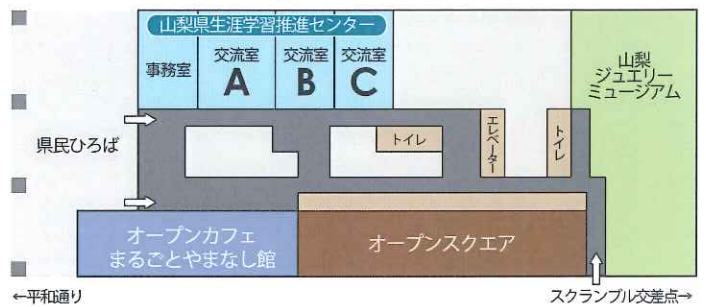 山梨県生涯学習推進センター
事務室
交流室
A
交流室
B
交流室
C
山梨
ジュエリー
ミュージアム
県民ひろば
トイレ
エレベーター
トイレ
オープンカフェ
まるごとやまなし館
オープンスクエア
←平和通り
スクランブル交差点→